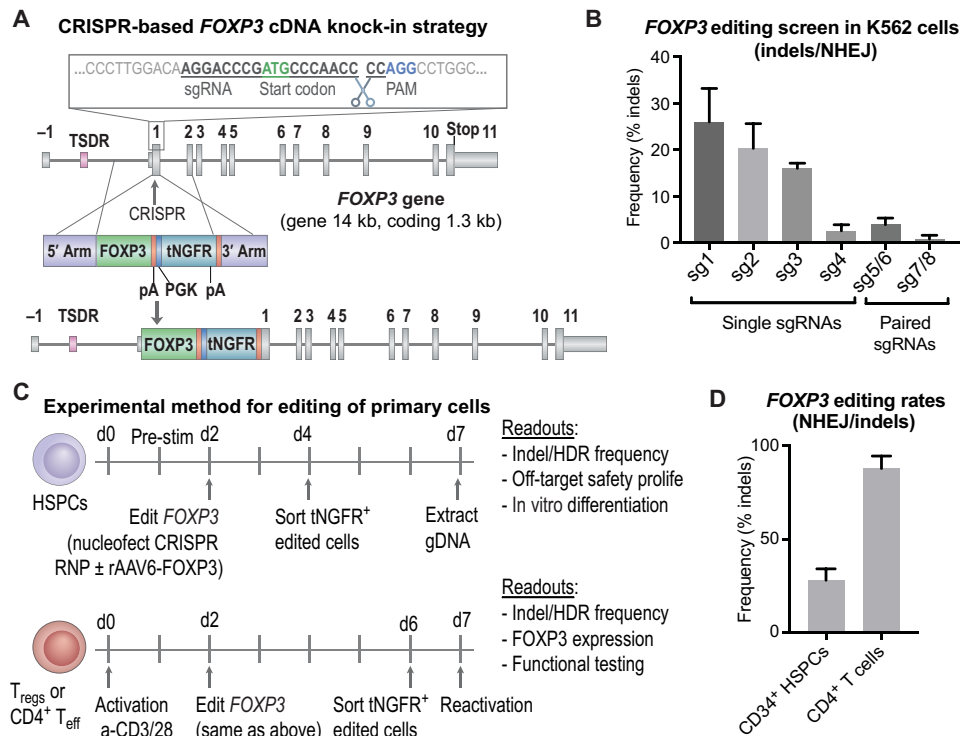 A
CRISPR-based FOXP3 cDNA knock-in strategy
...CCCTTGGACAAGGACCCGATGCCCAACC CCAGGCCTGGC...
sgRNA Start codon PAM
–1 TSDR 1 2 3 4 5 6 7 8 9 10 Stop 11
CRISPR
FOXP3 gene
(gene 14 kb, coding 1.3 kb)
5′ Arm FOXP3 tNGFR 3′ Arm
pA PGK pA
–1 TSDR 1 2 3 4 5 6 7 8 9 10 11
FOXP3 tNGFR
B
FOXP3 editing screen in K562 cells
(indels/NHEJ)
Frequency (% indels)
40
30
20
10
0
sg1 sg2 sg3 sg4 sg5/6 sg7/8
Single sgRNAs Paired
sgRNAs
C
Experimental method for editing of primary cells
d0 Pre-stim d2 d4 d7
HSPCs
Edit FOXP3
(nucleofect CRISPR
RNP ± rAAV6-FOXP3)
Sort tNGFR+
edited cells
Extract
gDNA
Readouts:
- Indel/HDR frequency
- Off-target safety prolife
- In vitro differentiation
d0 d2 d6 d7
Tregs or
CD4+ Teff
Activation
a-CD3/28
Edit FOXP3
(same as above)
Sort tNGFR+
edited cells
Reactivation
Readouts:
- Indel/HDR frequency
- FOXP3 expression
- Functional testing
D
FOXP3 editing rates
(NHEJ/indels)
Frequency (% indels)
100
50
0
CD34+ HSPCs
CD4+ T cells